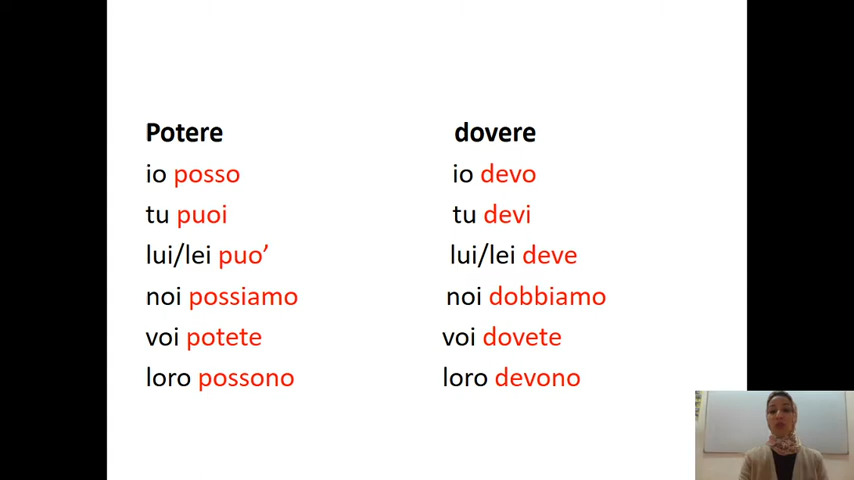 Potere dovere
io posso io devo
tu puoi tu devi
lui/lei puo’ lui/lei deve
noi possiamo noi dobbiamo
voi potete voi dovete
loro possono loro devono